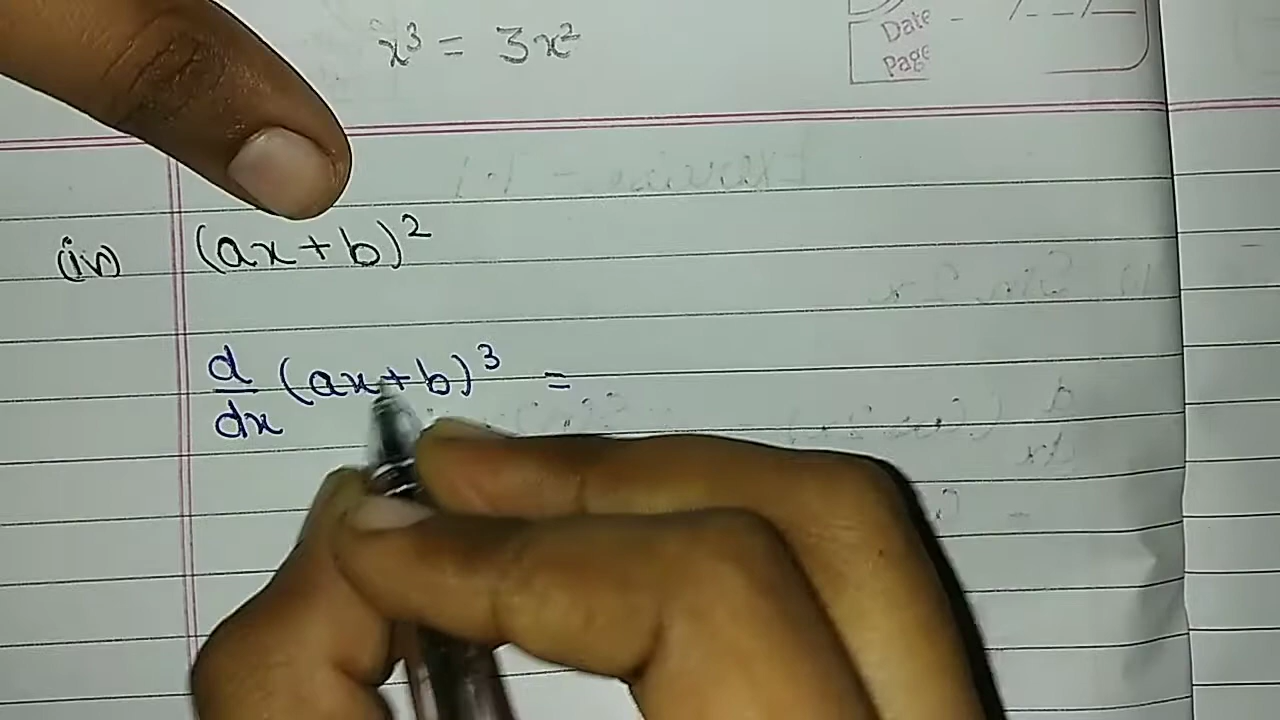 x³ = 3x²
Date
Page
(iv) (ax+b)²
d/dx (ax+b)³ =